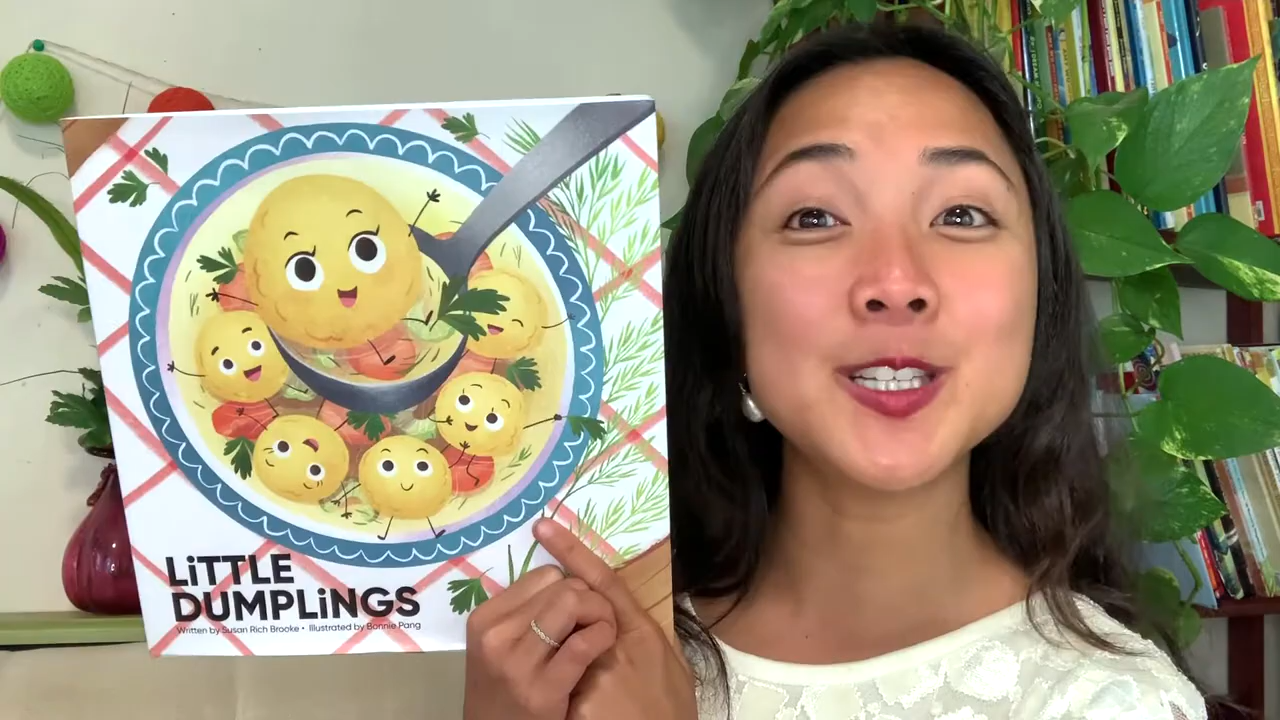 LiTTLE
DUMPLiNGS
Written by Susan Rich Brooke • Illustrated by Bonnie Pang